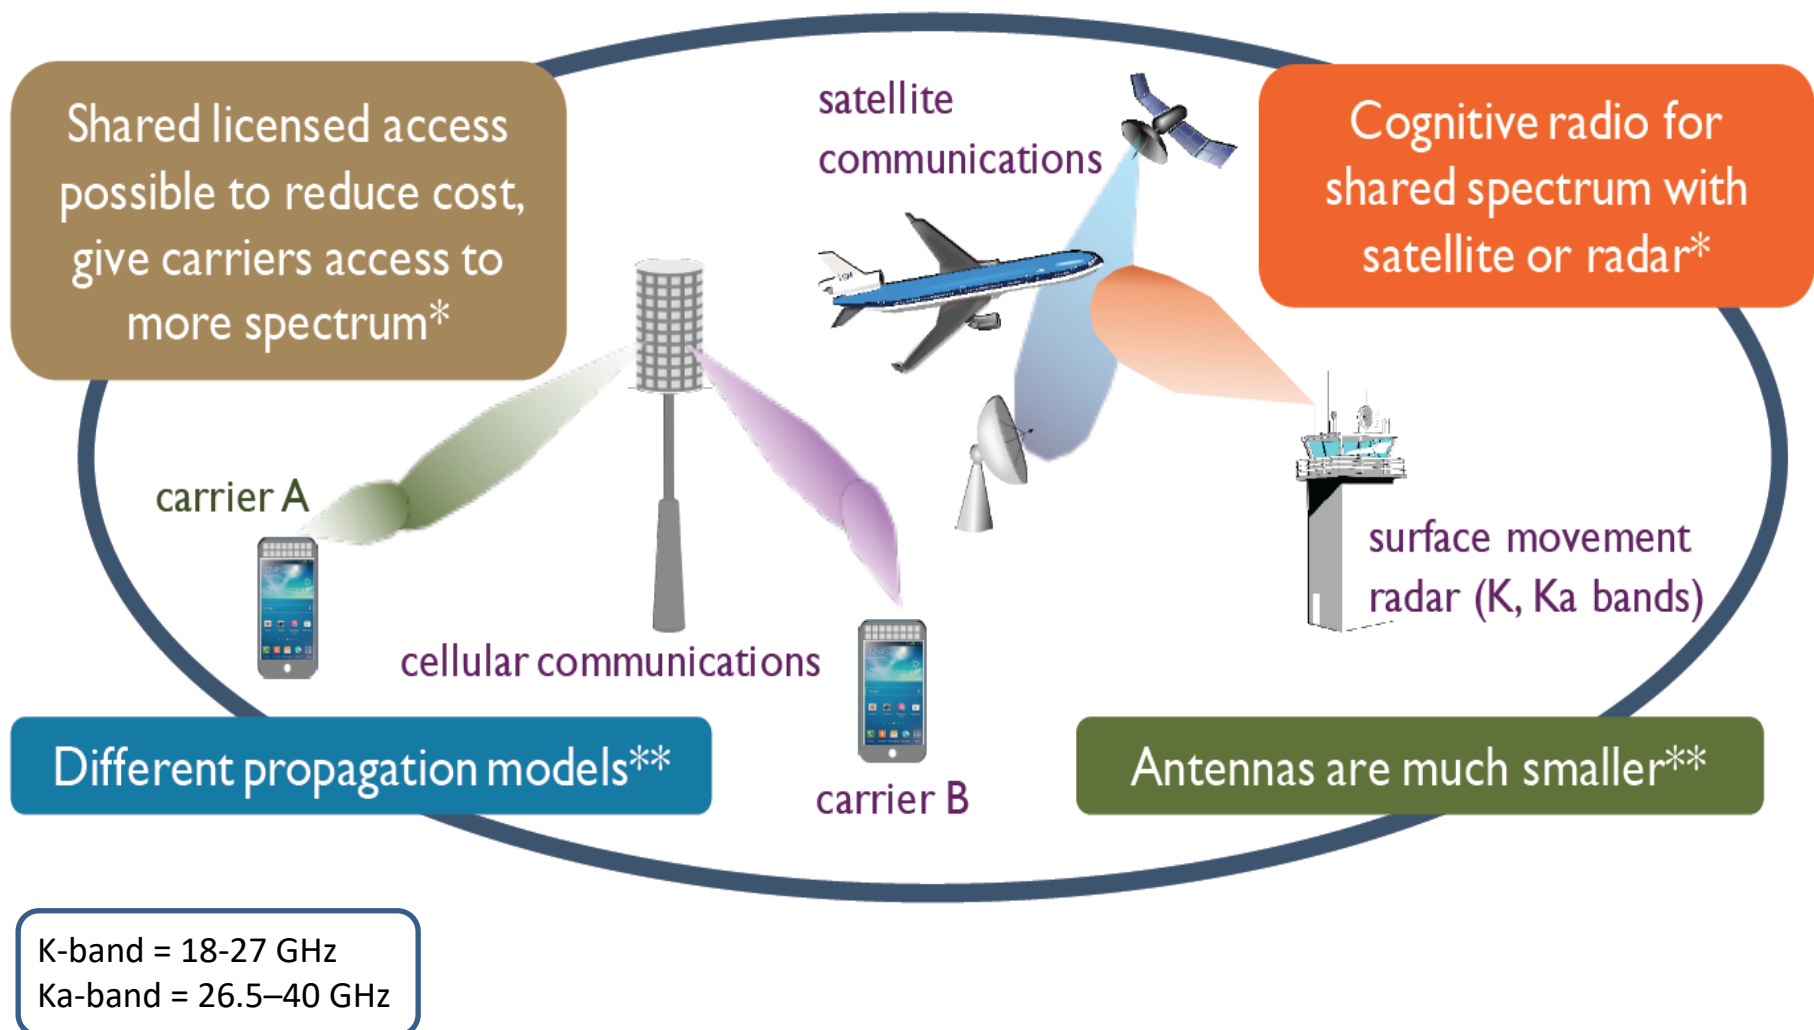 Shared licensed access
possible to reduce cost,
give carriers access to
more spectrum*
satellite
communications
Cognitive radio for
shared spectrum with
satellite or radar*
carrier A
cellular communications
surface movement
radar (K, Ka bands)
Different propagation models**
carrier B
Antennas are much smaller**
K-band = 18-27 GHz
Ka-band = 26.5–40 GHz